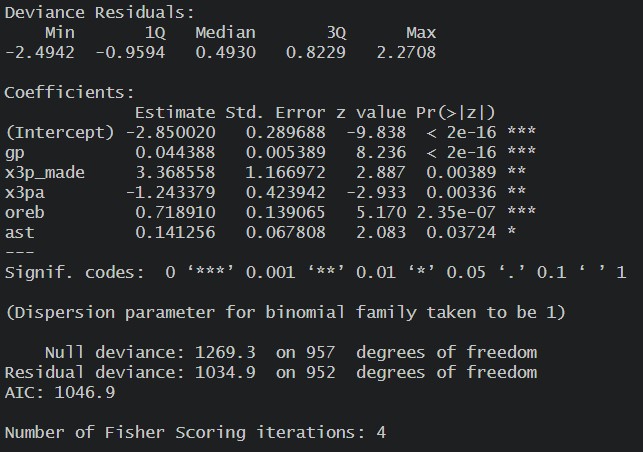 Deviance Residuals:
    Min       1Q   Median       3Q      Max
-2.4942  -0.9594   0.4930   0.8229   2.2708
Coefficients:
             Estimate Std. Error z value Pr(>|z|)
(Intercept) -2.850020   0.289688  -9.838  < 2e-16 ***
gp           0.044388   0.005389   8.236  < 2e-16 ***
x3p_made     3.368558   1.166972   2.887  0.00389 **
x3pa        -1.243379   0.423942  -2.933  0.00336 **
oreb         0.718910   0.139065   5.170 2.35e-07 ***
ast          0.141256   0.067808   2.083  0.03724 *
---
Signif. codes:  0 ‘***’ 0.001 ‘**’ 0.01 ‘*’ 0.05 ‘.’ 0.1 ‘ ’ 1
(Dispersion parameter for binomial family taken to be 1)
    Null deviance: 1269.3  on 957  degrees of freedom
Residual deviance: 1034.9  on 952  degrees of freedom
AIC: 1046.9
Number of Fisher Scoring iterations: 4